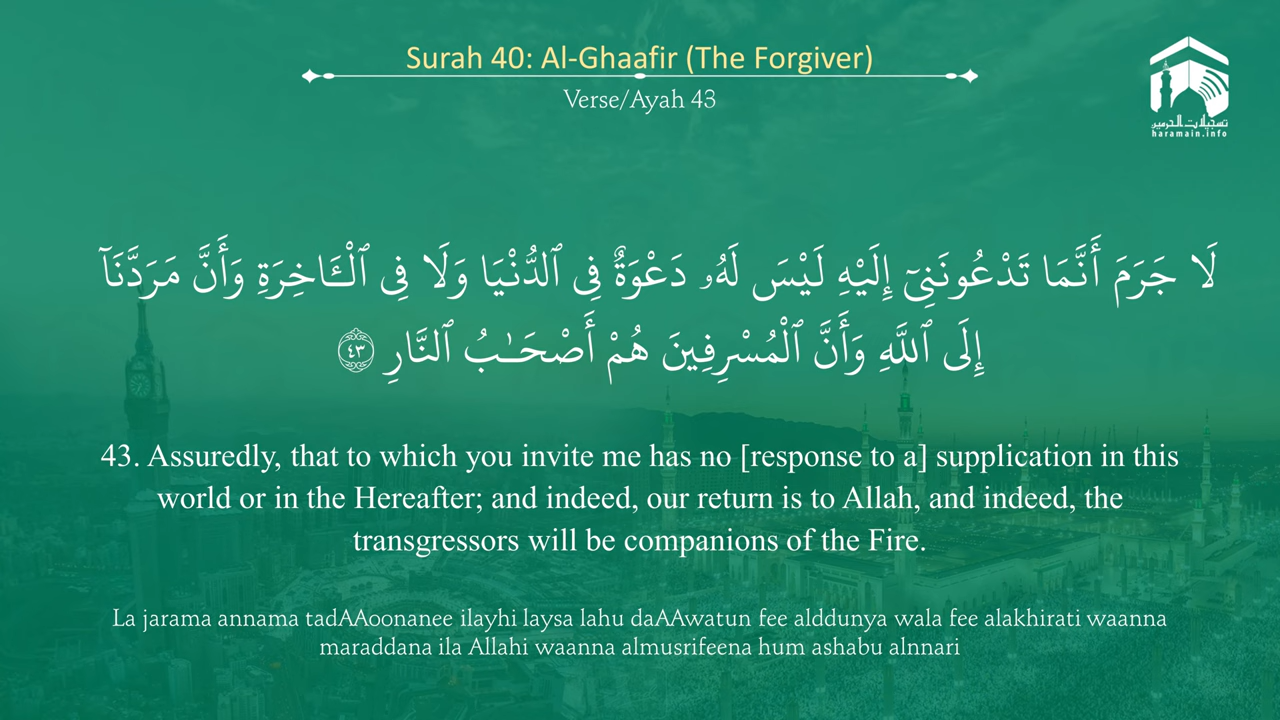 Surah 40: Al-Ghaafir (The Forgiver)
Verse/Ayah 43
تسجيلات الحرمين
haramain.info
لَا جَرَمَ أَنَّمَا تَدْعُونَنِىٓ إِلَيْهِ لَيْسَ لَهُۥ دَعْوَةٌ فِى ٱلدُّنْيَا وَلَا فِى ٱلْـَٔاخِرَةِ وَأَنَّ مَرَدَّنَآ
إِلَى ٱللَّهِ وَأَنَّ ٱلْمُسْرِفِينَ هُمْ أَصْحَـٰبُ ٱلنَّارِ ٤٣
43. Assuredly, that to which you invite me has no [response to a] supplication in this
world or in the Hereafter; and indeed, our return is to Allah, and indeed, the
transgressors will be companions of the Fire.
La jarama annama tadAAoonanee ilayhi laysa lahu daAAwatun fee alddunya wala fee alakhirati waanna
maraddana ila Allahi waanna almusrifeena hum ashabu alnnari